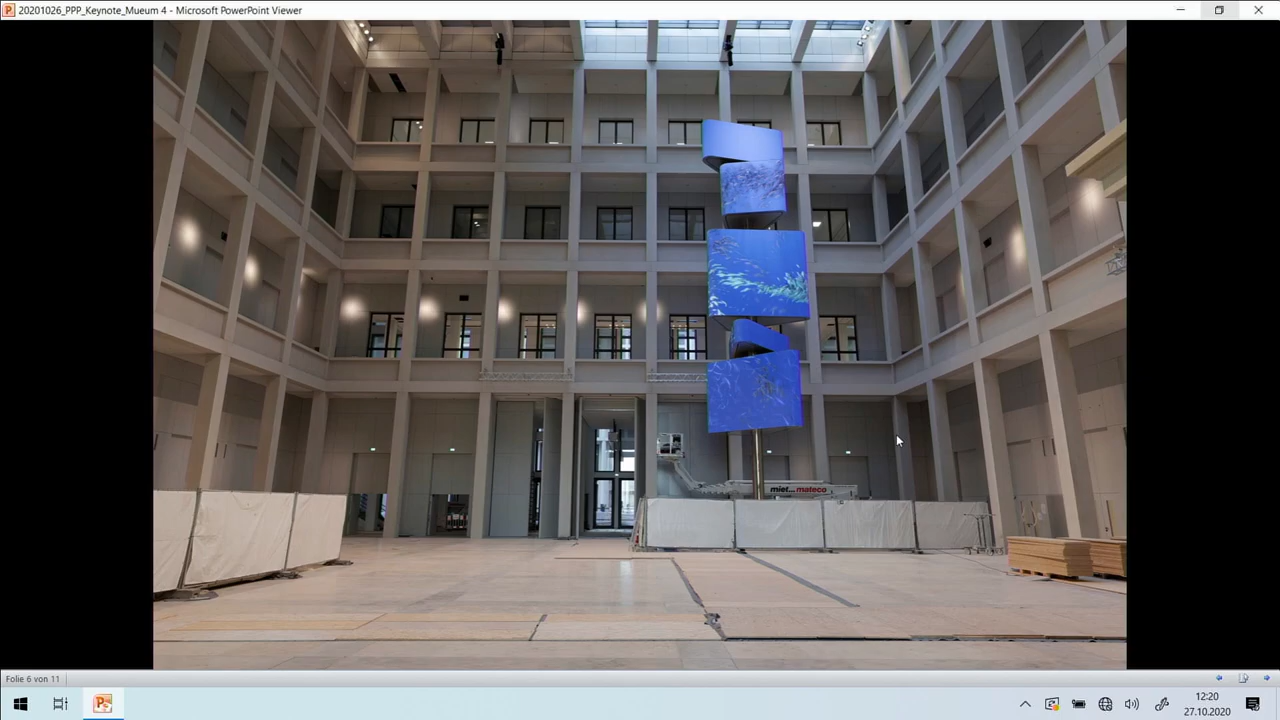 20201026_PPP_Keynote_Mueum 4 - Microsoft PowerPoint Viewer
miet...mateco
Folie 6 von 11
12:20
27.10.2020